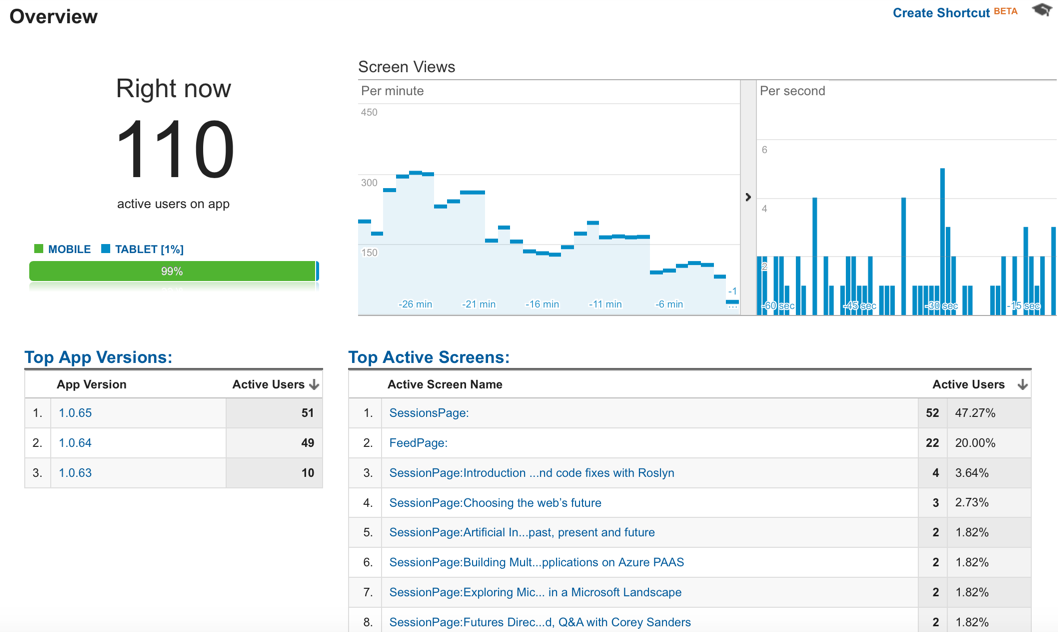 Overview
Create Shortcut BETA
Right now
110
active users on app
MOBILE TABLET [1%]
99%
Screen Views
Per minute
450
300
150
-26 min -21 min -16 min -11 min -6 min -1 ...
Per second
6
4
2
-60 sec -45 sec -30 sec -15 sec
Top App Versions:
App Version Active Users
1. 1.0.65 51
2. 1.0.64 49
3. 1.0.63 10
Top Active Screens:
Active Screen Name Active Users
1. SessionsPage: 52 47.27%
2. FeedPage: 22 20.00%
3. SessionPage:Introduction ...nd code fixes with Roslyn 4 3.64%
4. SessionPage:Choosing the web's future 3 2.73%
5. SessionPage:Artificial In...past, present and future 2 1.82%
6. SessionPage:Building Mult...pplications on Azure PAAS 2 1.82%
7. SessionPage:Exploring Mic... in a Microsoft Landscape 2 1.82%
8. SessionPage:Futures Direc...d, Q&A with Corey Sanders 2 1.82%